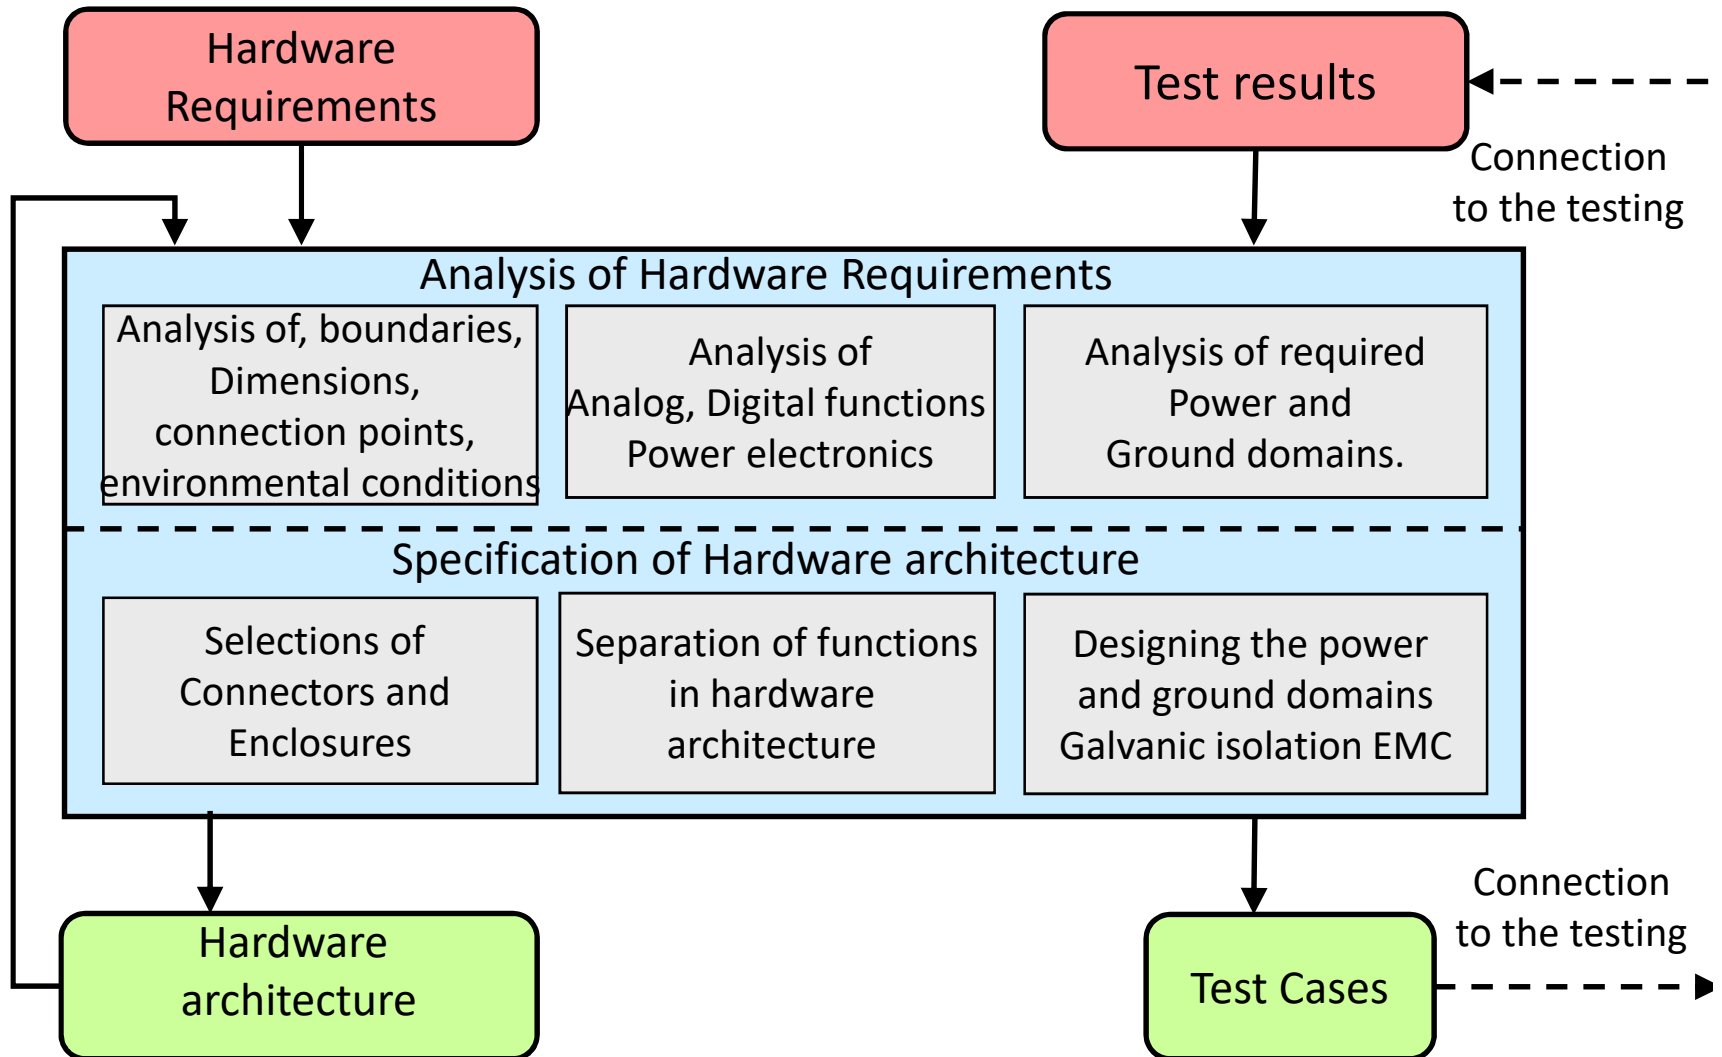 Hardware
Requirements
Test results
Connection
to the testing
Analysis of Hardware Requirements
Analysis of, boundaries,
Dimensions,
connection points,
environmental conditions
Analysis of
Analog, Digital functions
Power electronics
Analysis of required
Power and
Ground domains.
Specification of Hardware architecture
Selections of
Connectors and
Enclosures
Separation of functions
in hardware
architecture
Designing the power
and ground domains
Galvanic isolation EMC
Hardware
architecture
Test Cases
Connection
to the testing